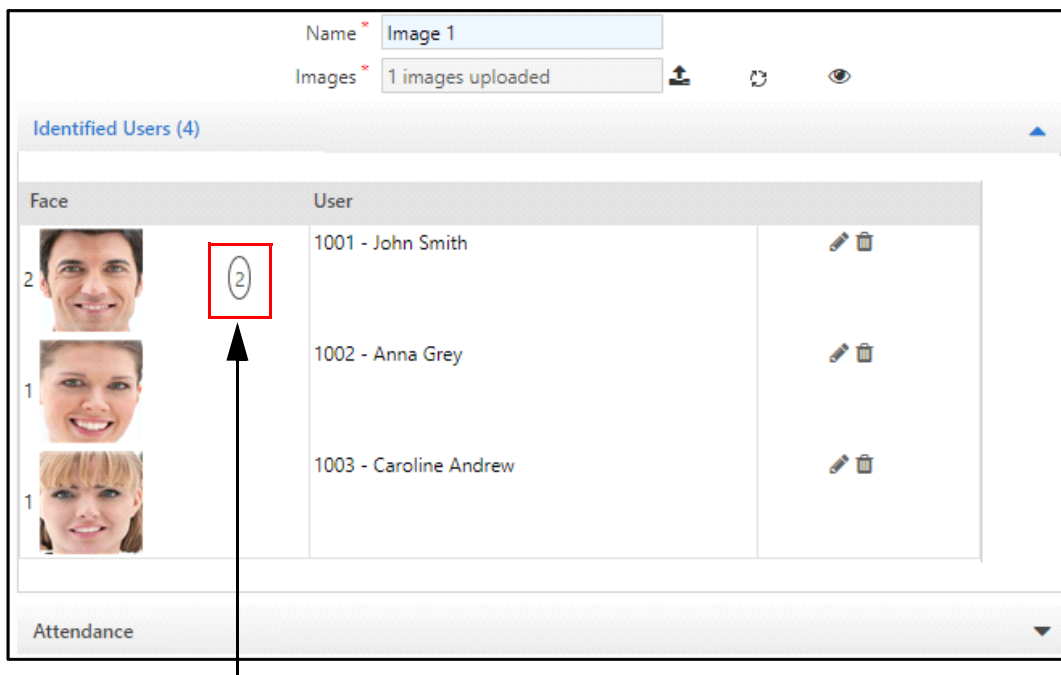 Name *
Image 1
Images *
1 images uploaded
Identified Users (4)
Face User
1001 - John Smith
2
2
1002 - Anna Grey
1
1003 - Caroline Andrew
1
Attendance